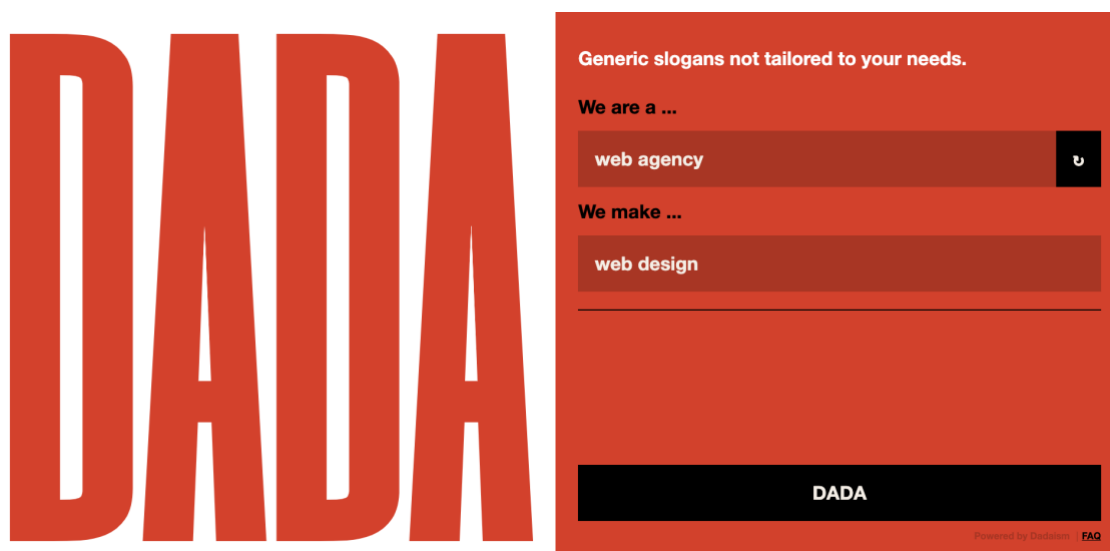 DADA
Generic slogans not tailored to your needs.
We are a ...
web agency
↻
We make ...
web design
DADA
Powered by Dadaism | FAQ